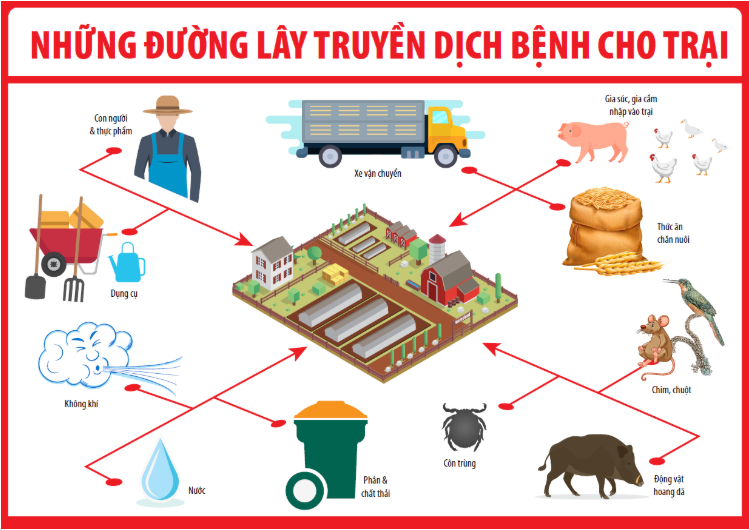 NHỮNG ĐƯỜNG LÂY TRUYỀN DỊCH BỆNH CHO TRẠI
Con người
& thực phẩm
Xe vận chuyển
Gia súc, gia cầm
nhập vào trại
Dụng cụ
Thức ăn
chăn nuôi
Không khí
Chim, chuột
Nước
Phân &
chất thải
Côn trùng
Động vật
hoang dã